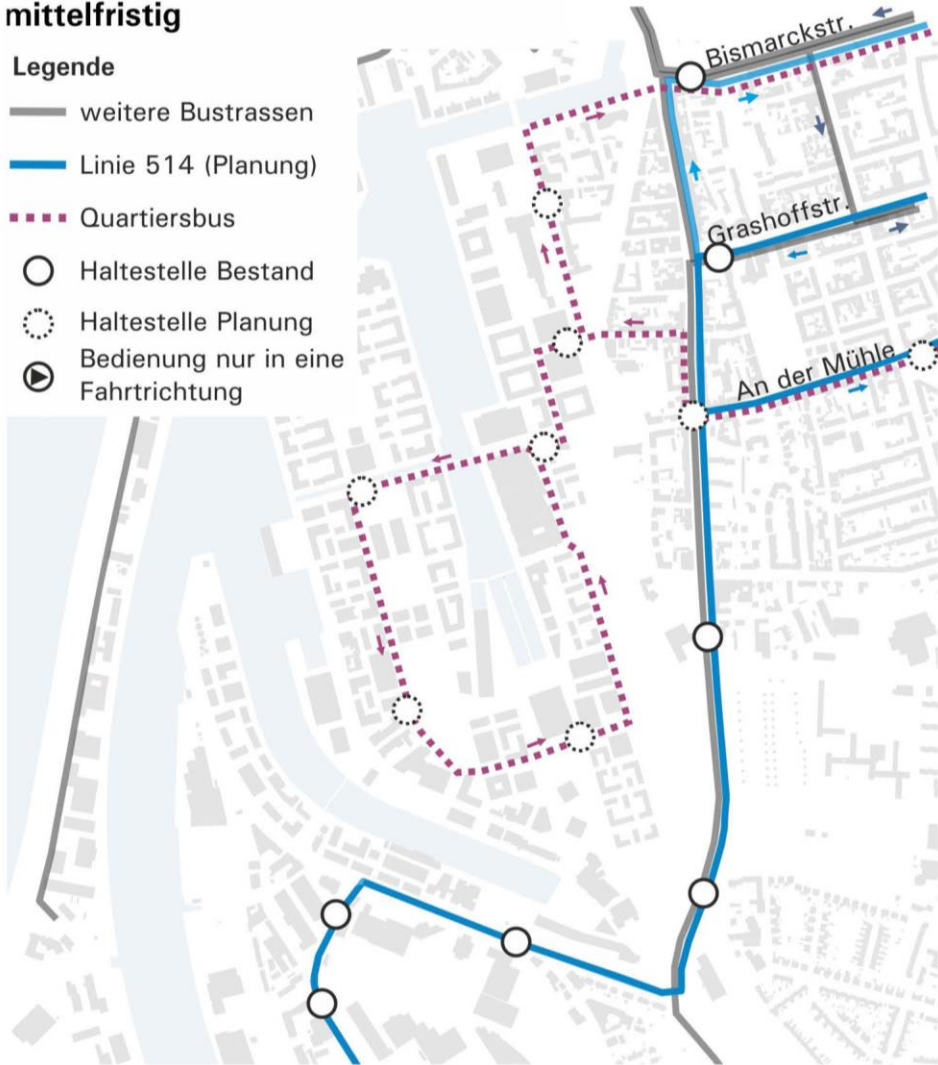 mittelfristig
Legende
weitere Bustrassen
Linie 514 (Planung)
Quartiersbus
Haltestelle Bestand
Haltestelle Planung
Bedienung nur in eine
Fahrtrichtung
Bismarckstr.
Grashoffstr.
An der Mühle